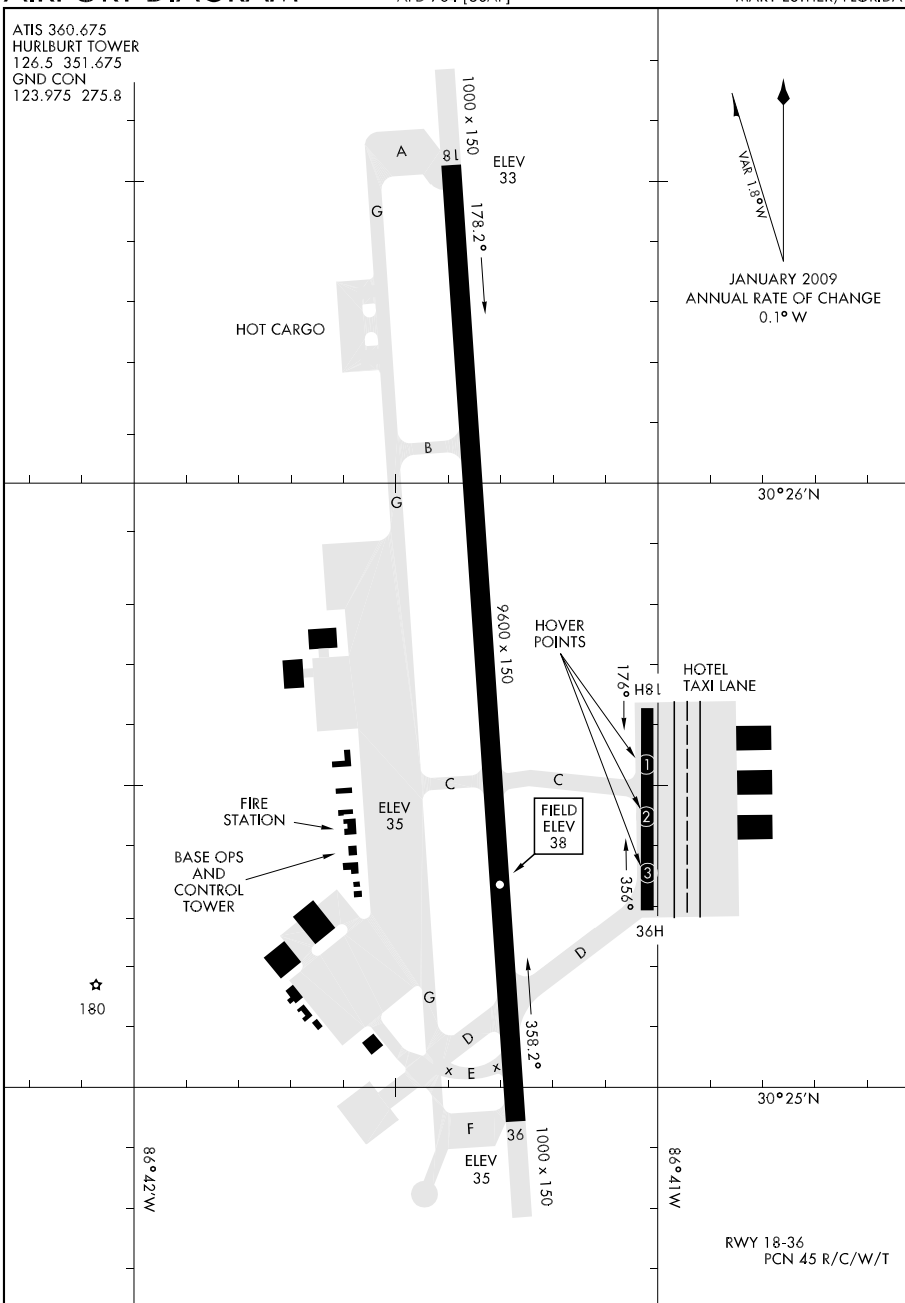 AIRPORT DIAGRAM
ATIS 360.675
HURLBURT TOWER
126.5 351.675
GND CON
123.975 275.8
1000 x 150
A
18
ELEV
33
G
178.2°
VAR 1.8° W
JANUARY 2009
ANNUAL RATE OF CHANGE
0.1° W
HOT CARGO
B
G
30°26'N
9600 x 150
HOVER
POINTS
HOTEL
TAXI LANE
176°
18H
1
2
3
C
C
ELEV
35
FIELD
ELEV
38
FIRE
STATION
BASE OPS
AND
CONTROL
TOWER
356°
36H
D
180
G
D
358.2°
x
E
x
30°25'N
F
36
ELEV
35
1000 x 150
86°42'W
86°41'W
RWY 18-36
PCN 45 R/C/W/T